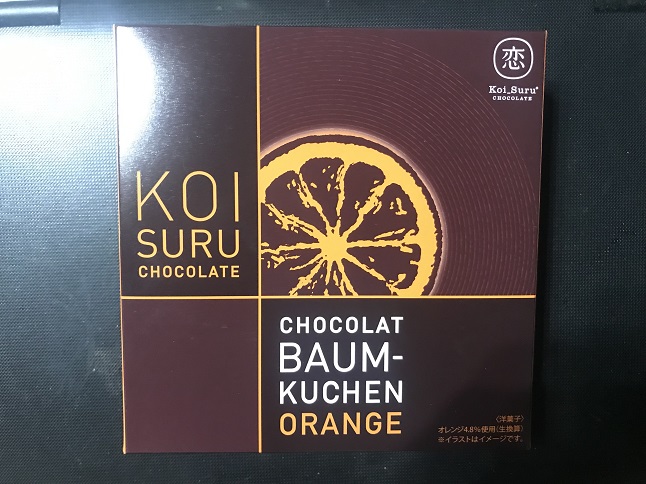 恋
Koi_Suru®
CHOCOLATE
KOI
SURU
CHOCOLATE
CHOCOLAT
BAUM-
KUCHEN
ORANGE
〈洋菓子〉
オレンジ4.8%使用(生換算)
※イラストはイメージです。